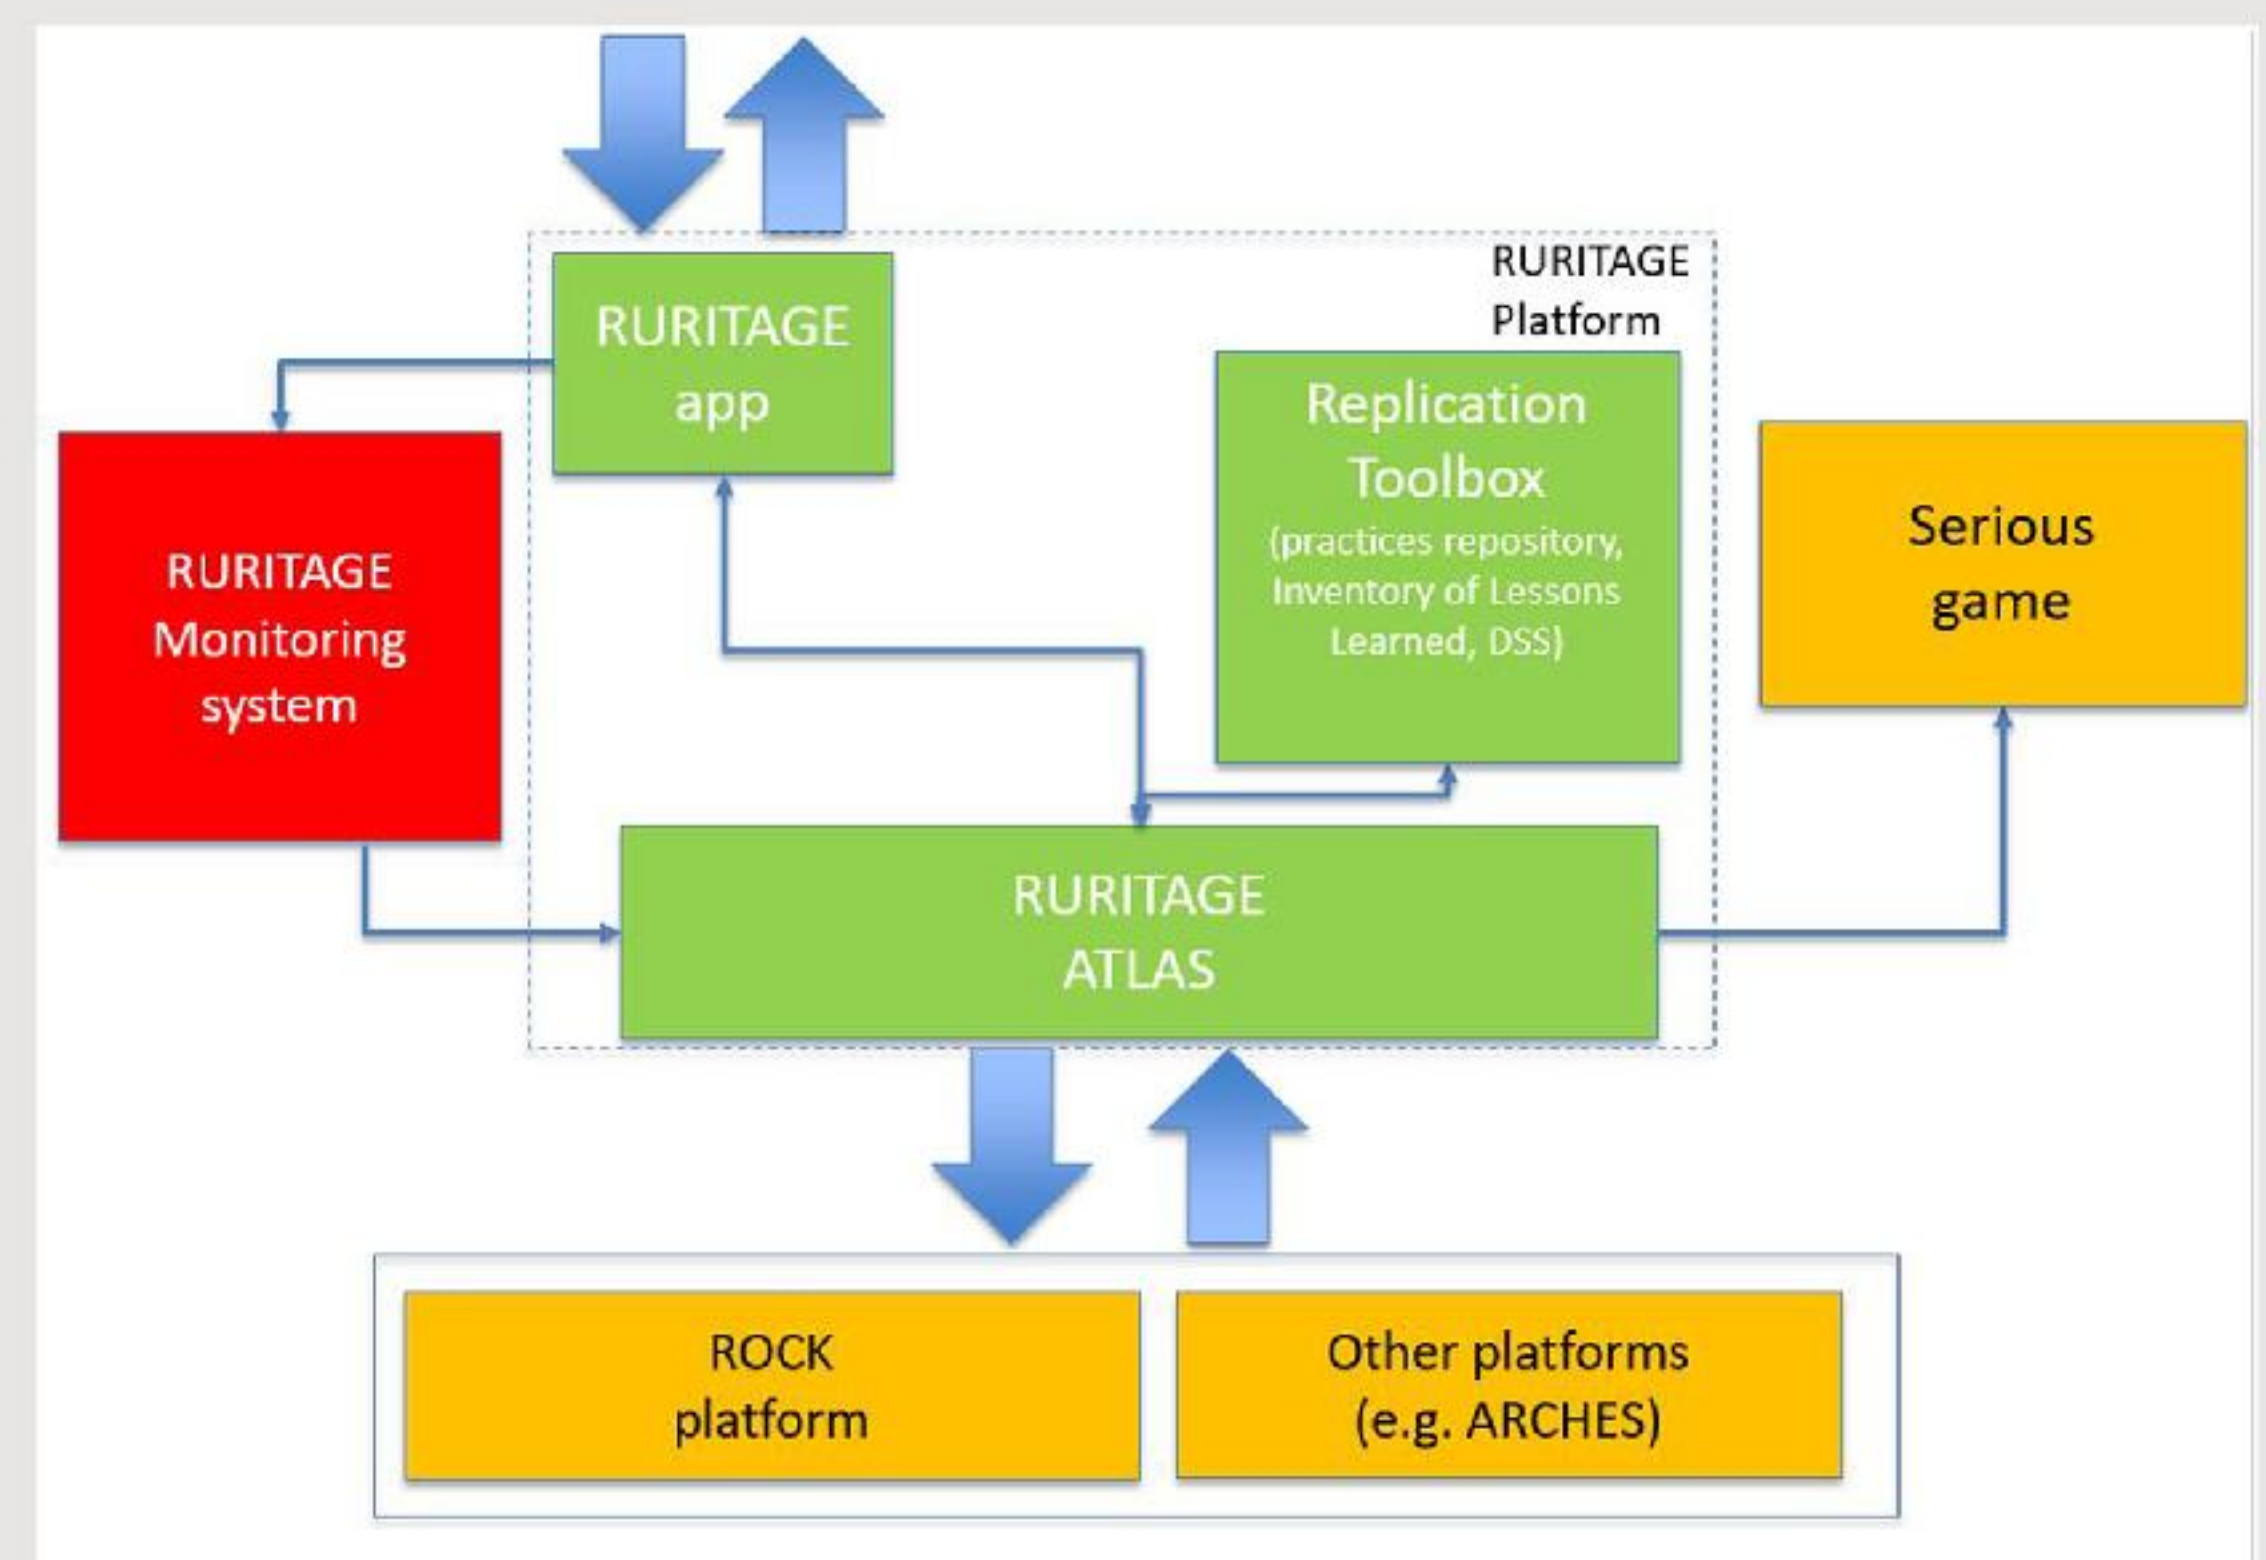 RURITAGE
Platform
RURITAGE
app
Replication
Toolbox
(practices repository,
Inventory of Lessons
Learned, DSS)
Serious
game
RURITAGE
Monitoring
system
RURITAGE
ATLAS
ROCK
platform
Other platforms
(e.g. ARCHES)